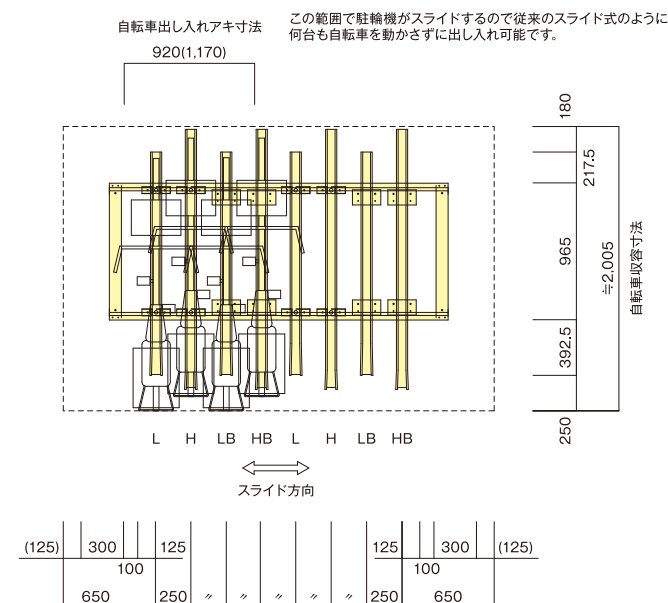 自転車出し入れアキ寸法
920(1,170)
この範囲で駐輪機がスライドするので従来のスライド式のように
何台も自転車を動かさずに出し入れ可能です。
180
217.5
965
≒2,005
自転車収容寸法
392.5
250
L H LB HB L H LB HB
スライド方向
(125) 300 125 125 300 (125)
100 100
650 250 〃 〃 〃 〃 〃 250 650